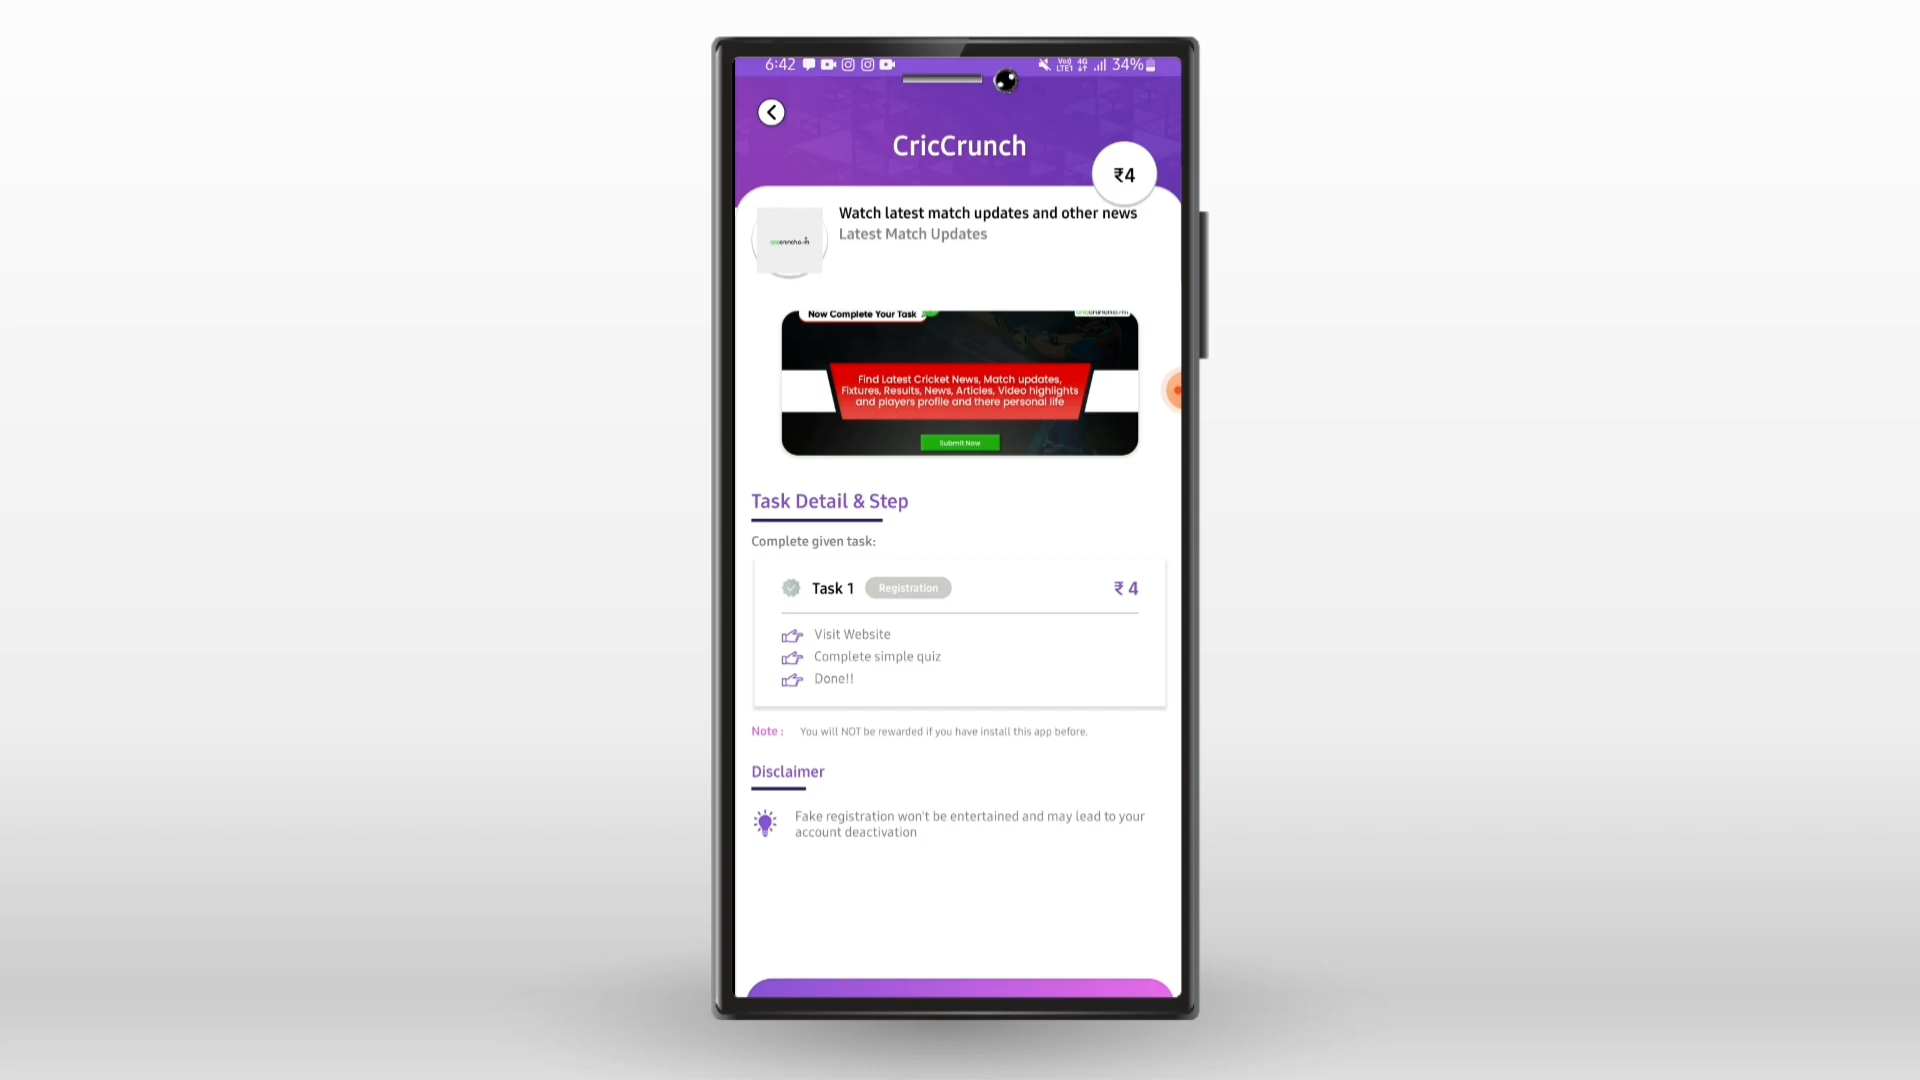 6:42
Vo) 4G
LTE1
34%
CricCrunch
₹4
Watch latest match updates and other news
Latest Match Updates
Now Complete Your Task
Find Latest Cricket News, Match updates,
Fixtures, Results, News, Articles, Video highlights
and players profile and there personal life
Submit Now
Task Detail & Step
Complete given task:
Task 1 Registration ₹ 4
Visit Website
Complete simple quiz
Done!!
Note : You will NOT be rewarded if you have install this app before.
Disclaimer
Fake registration won't be entertained and may lead to your
account deactivation